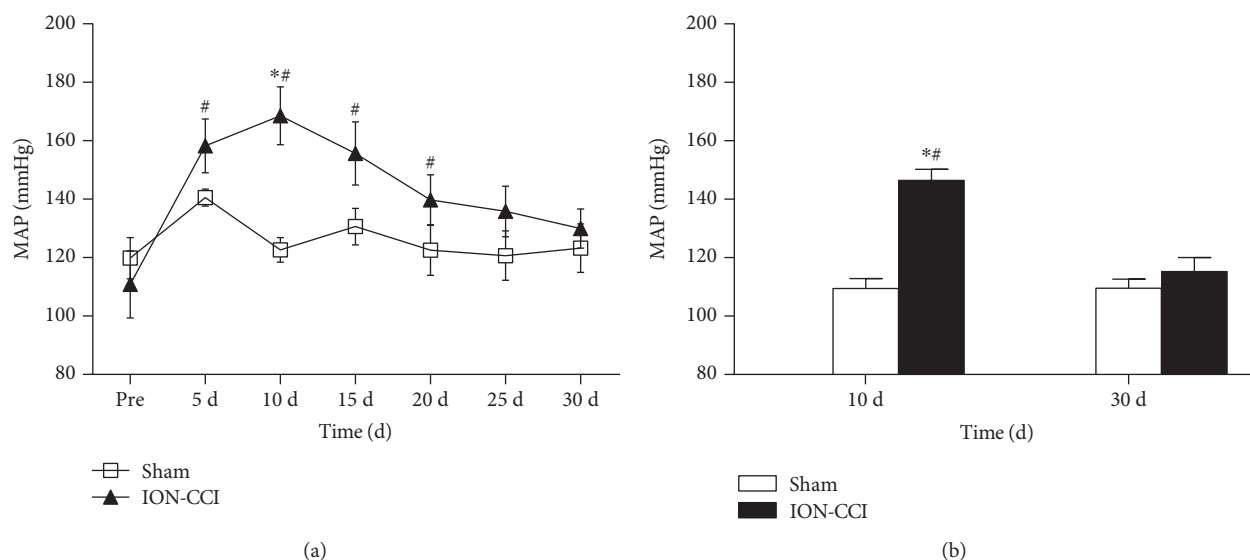 200
180
160
140
120
100
80
MAP (mmHg)
#
*#
#
#
Pre 5 d 10 d 15 d 20 d 25 d 30 d
Time (d)
Sham
ION-CCI
(a)
200
180
160
140
120
100
80
MAP (mmHg)
*#
10 d 30 d
Time (d)
Sham
ION-CCI
(b)